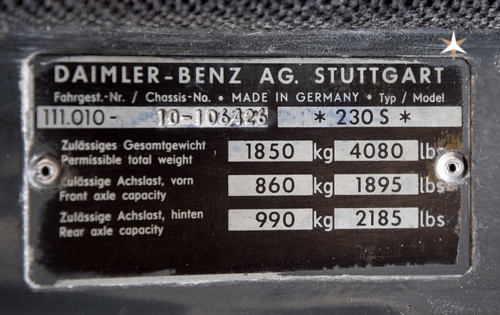 DAIMLER-BENZ AG. STUTTGART
Fahrgest.-Nr. / Chassis-No. • MADE IN GERMANY • Typ / Model
111.010- 10-103423 * 230 S *
Zulässiges Gesamtgewicht
Permissible total weight 1850 kg 4080 lbs
Zulässige Achslast, vorn
Front axle capacity 860 kg 1895 lbs
Zulässige Achslast, hinten
Rear axle capacity 990 kg 2185 lbs